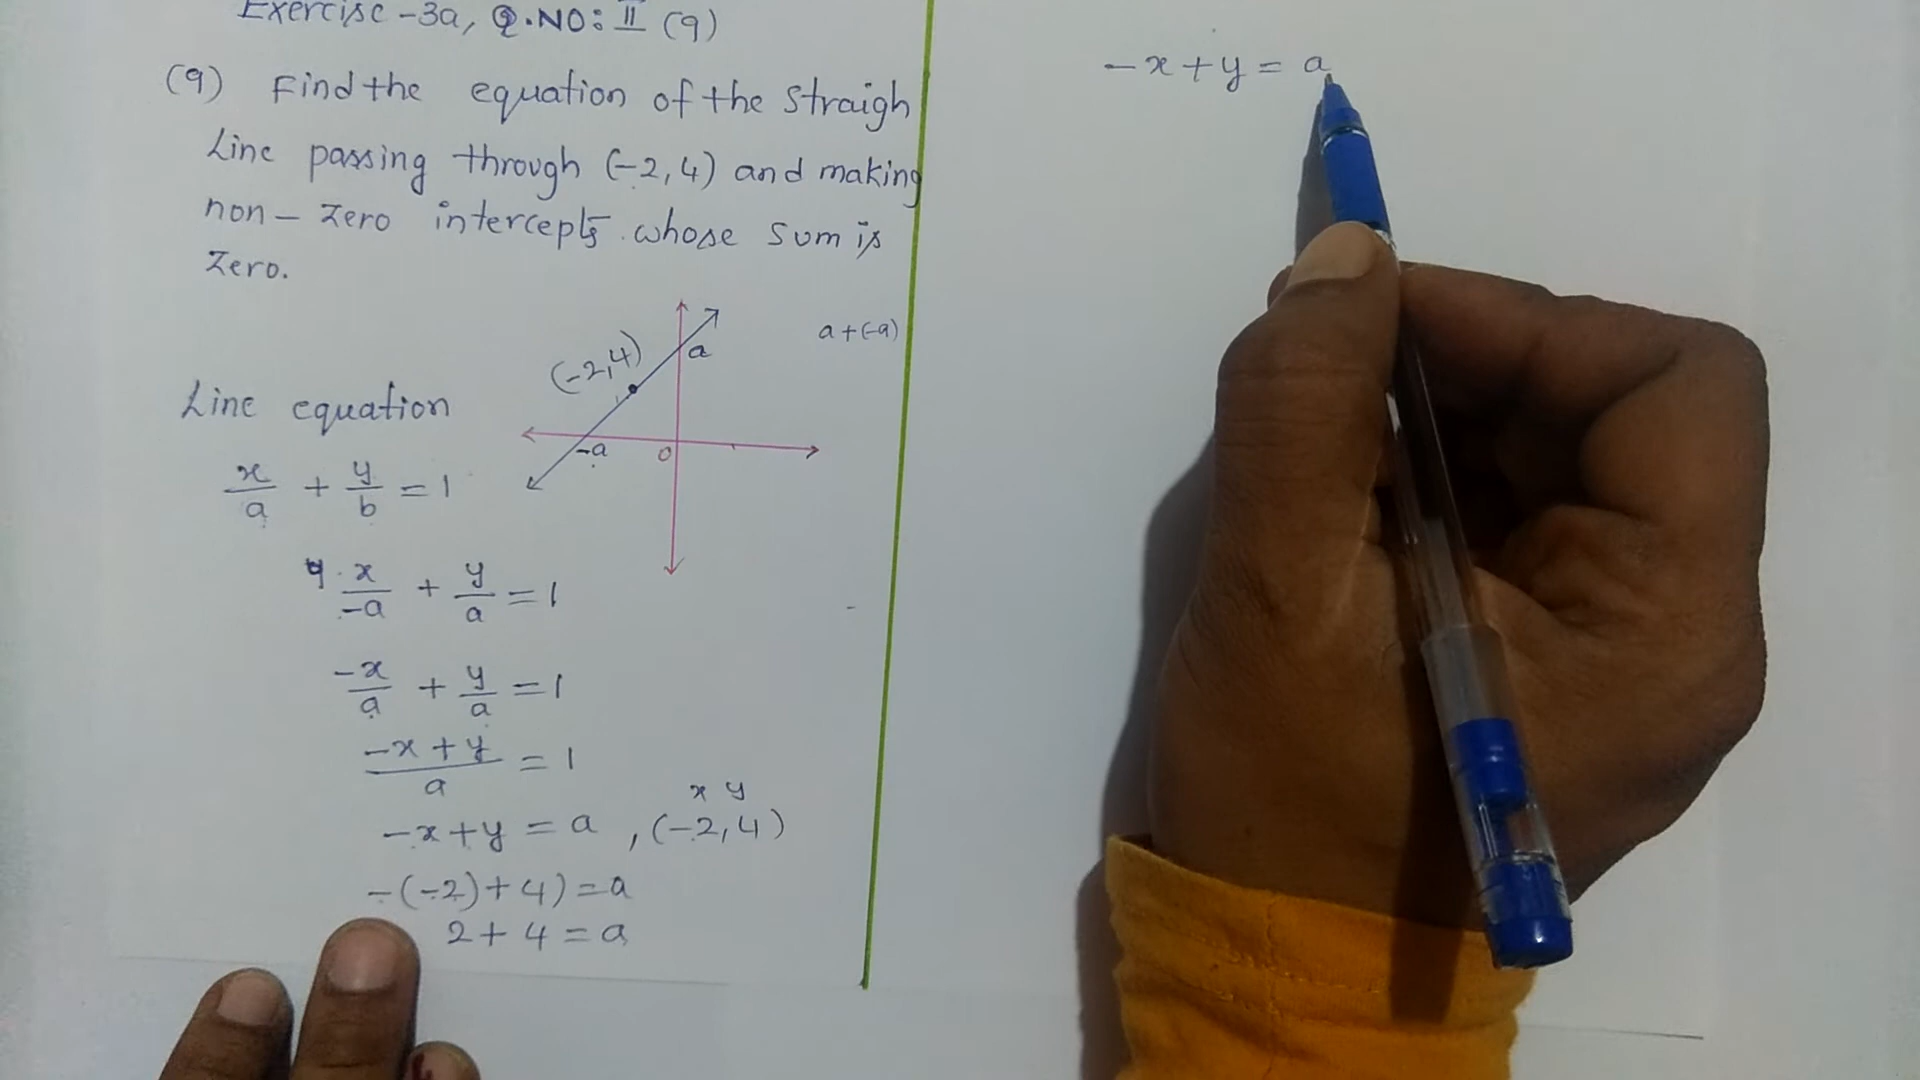 Exercise-3a, Q.NO: II (9)
(9) Find the equation of the straigh
Line passing through (-2,4) and making
non-zero intercepts whose sum is
zero.
a+(-a)
(-2,4)
a
-a
0
Line equation
x/a + y/b = 1
x/-a + y/a = 1
-x/a + y/a = 1
-x+y/a = 1
x y
-x+y = a , (-2,4)
-(-2)+4)=a
2+4=a
-x+y = a